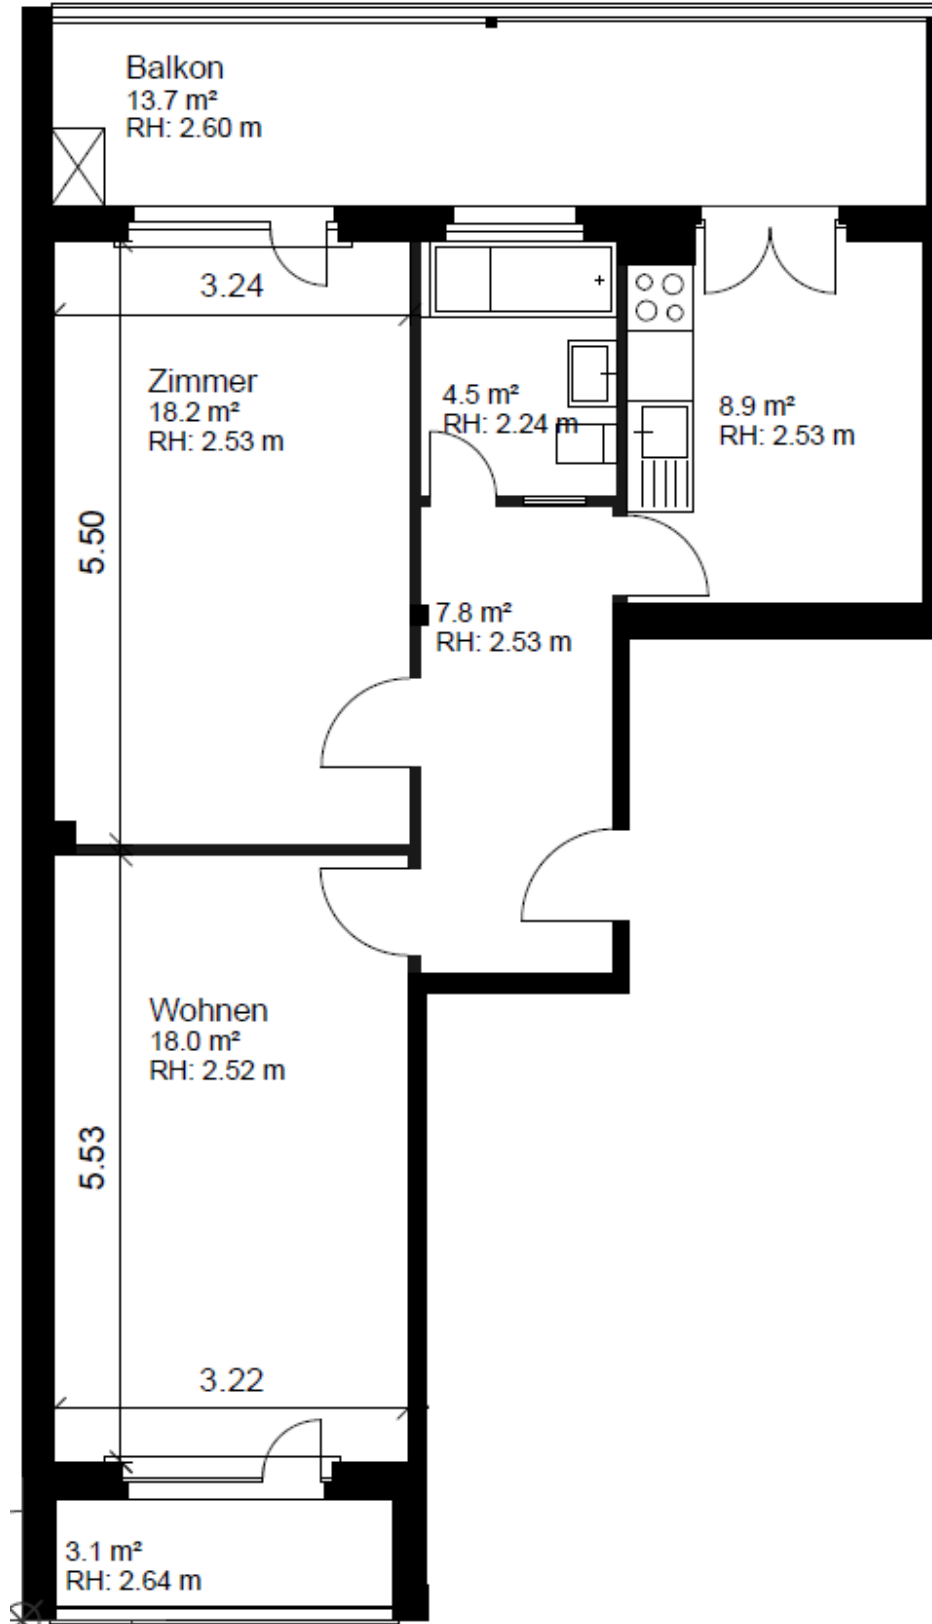 Balkon
13.7 m²
RH: 2.60 m
3.24
Zimmer
18.2 m²
RH: 2.53 m
4.5 m²
RH: 2.24 m
8.9 m²
RH: 2.53 m
5.50
7.8 m²
RH: 2.53 m
Wohnen
18.0 m²
RH: 2.52 m
5.53
3.22
3.1 m²
RH: 2.64 m